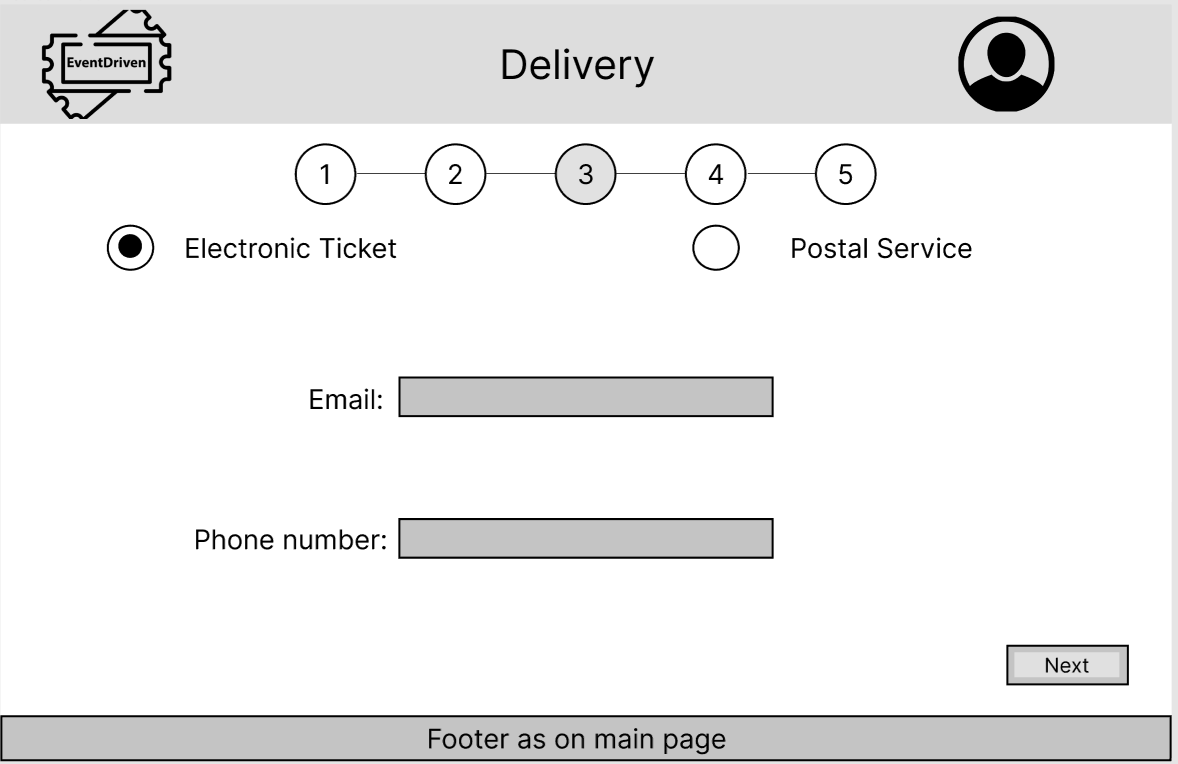 EventDriven
Delivery
1 2 3 4 5
Electronic Ticket
Postal Service
Email:
Phone number:
Next
Footer as on main page